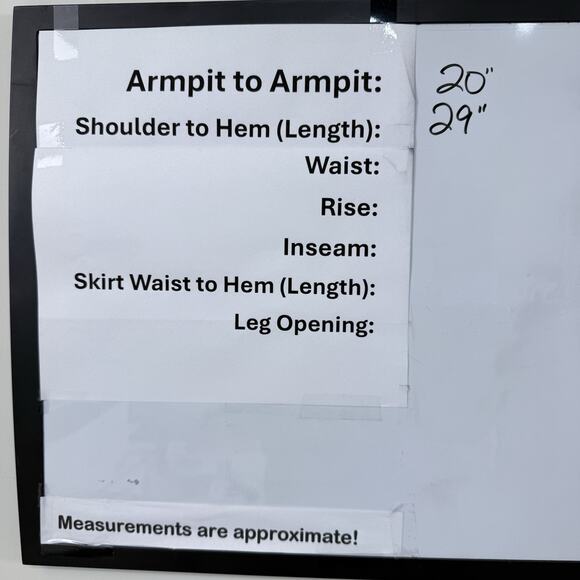 Armpit to Armpit: 20"
Shoulder to Hem (Length): 29"
Waist:
Rise:
Inseam:
Skirt Waist to Hem (Length):
Leg Opening:
Measurements are approximate!